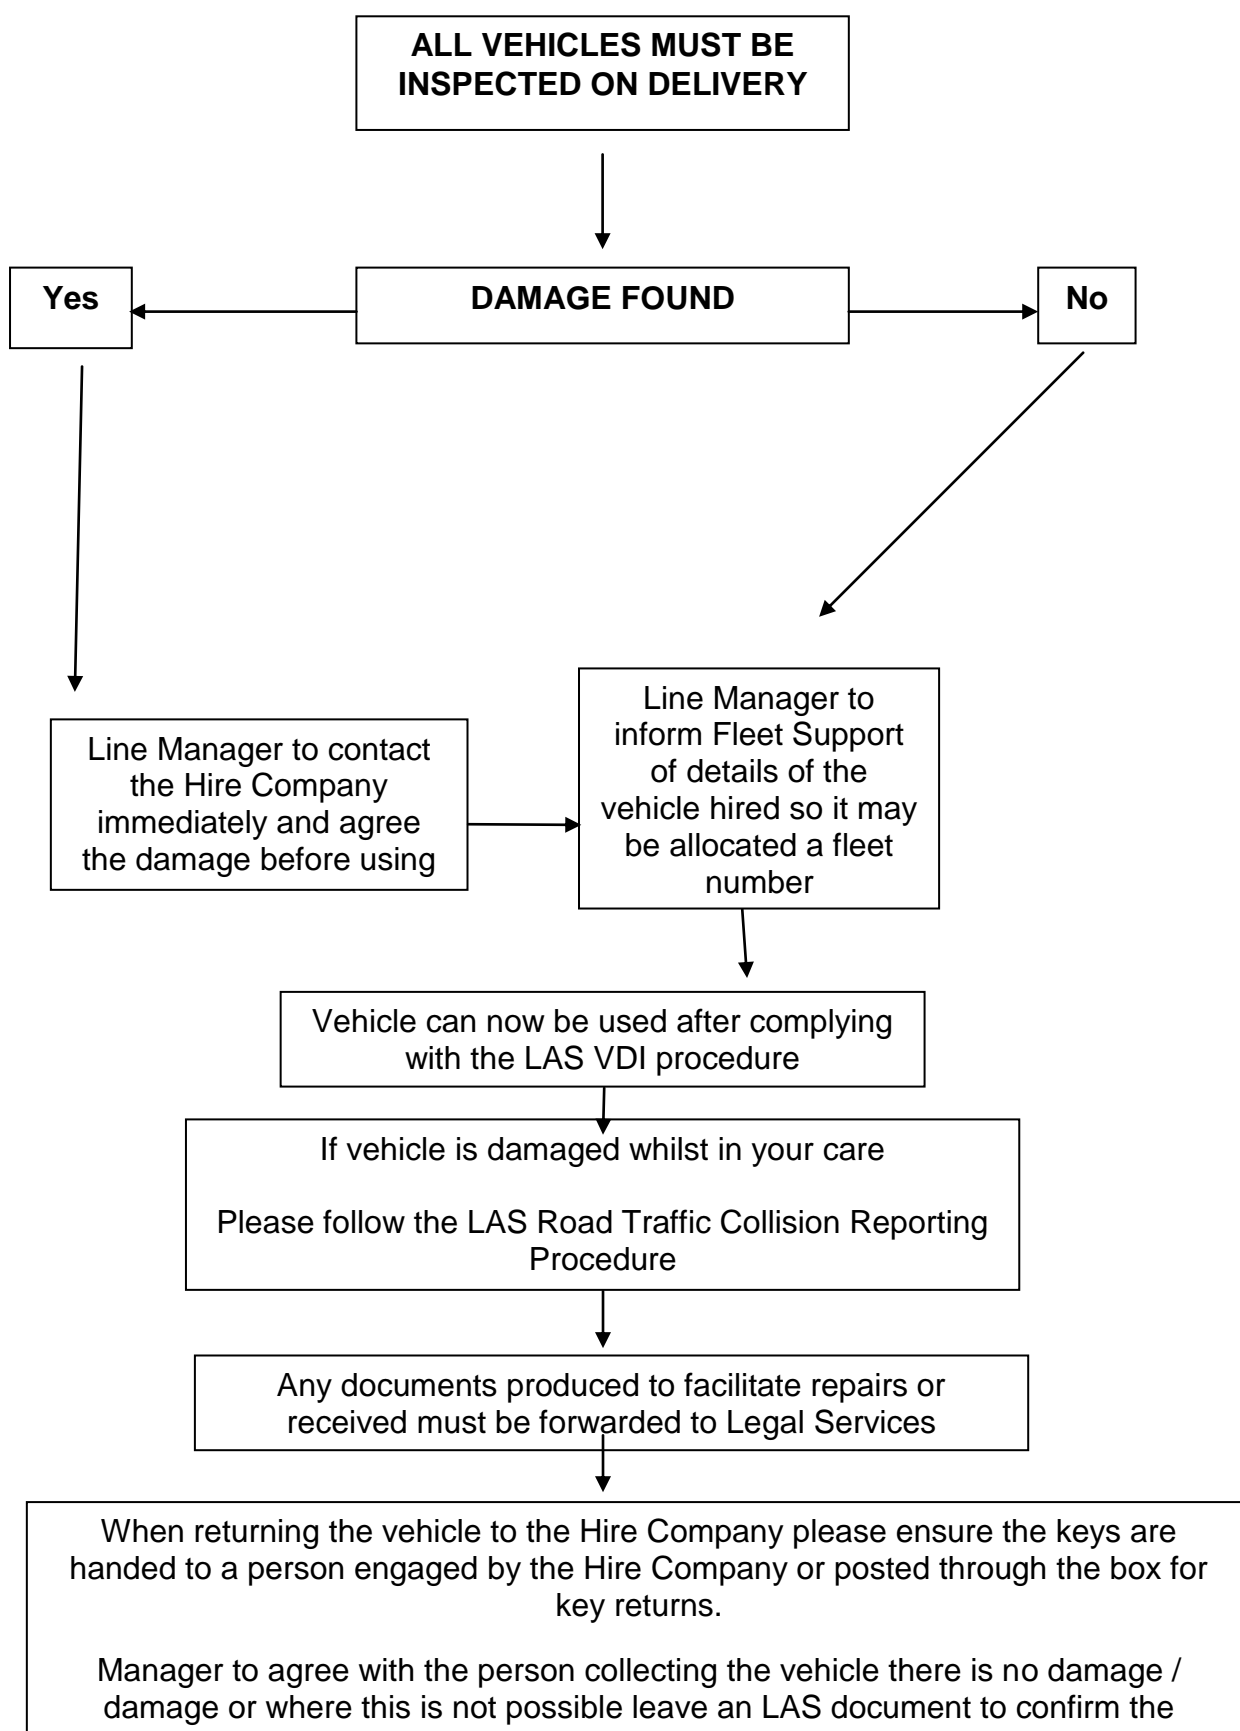 ALL VEHICLES MUST BE
INSPECTED ON DELIVERY
Yes
DAMAGE FOUND
No
Line Manager to contact
the Hire Company
immediately and agree
the damage before using
Line Manager to
inform Fleet Support
of details of the
vehicle hired so it may
be allocated a fleet
number
Vehicle can now be used after complying
with the LAS VDI procedure
If vehicle is damaged whilst in your care
Please follow the LAS Road Traffic Collision Reporting
Procedure
Any documents produced to facilitate repairs or
received must be forwarded to Legal Services
When returning the vehicle to the Hire Company please ensure the keys are
handed to a person engaged by the Hire Company or posted through the box for
key returns.
Manager to agree with the person collecting the vehicle there is no damage /
damage or where this is not possible leave an LAS document to confirm the